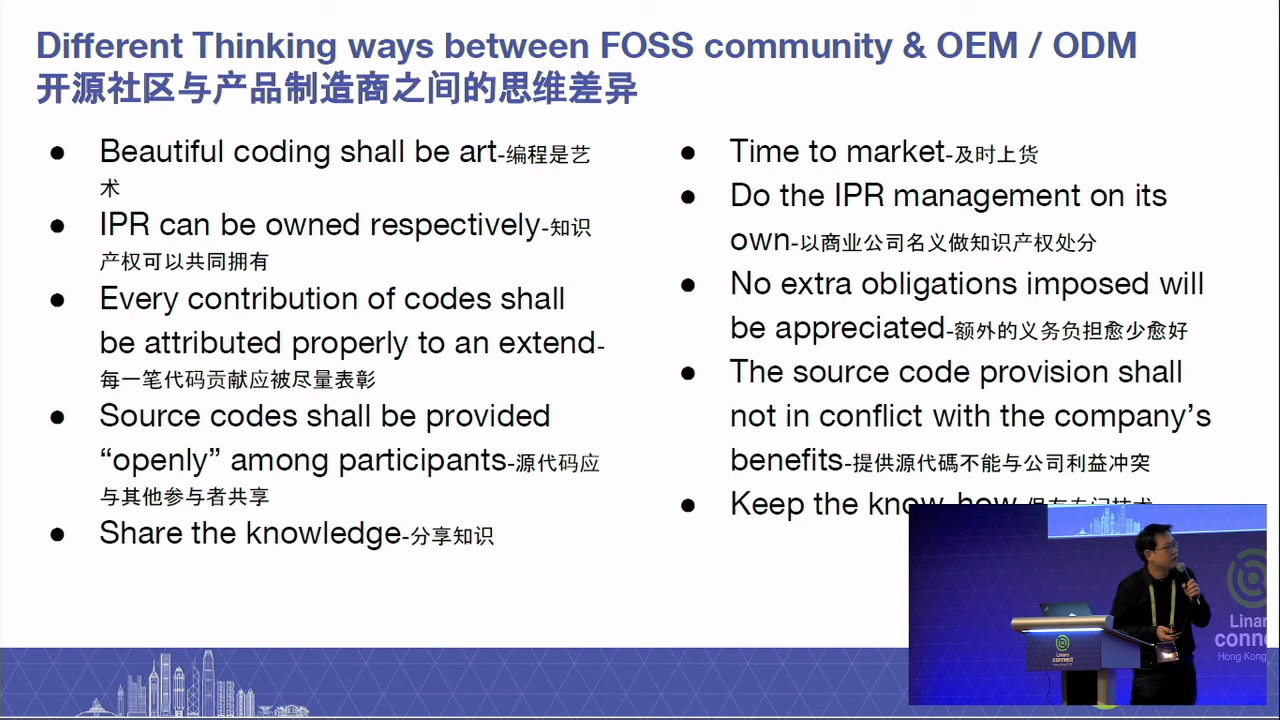 Different Thinking ways between FOSS community & OEM / ODM
开源社区与产品制造商之间的思维差异
● Beautiful coding shall be art-编程是艺
术
● IPR can be owned respectively-知识
产权可以共同拥有
● Every contribution of codes shall
be attributed properly to an extend-
每一笔代码贡献应被尽量表彰
● Source codes shall be provided
“openly” among participants-源代码应
与其他参与者共享
● Share the knowledge-分享知识
● Time to market-及时上货
● Do the IPR management on its
own-以商业公司名义做知识产权处分
● No extra obligations imposed will
be appreciated-额外的义务负担愈少愈好
● The source code provision shall
not in conflict with the company’s
benefits-提供源代碼不能与公司利益冲突
● Keep the know-how-
Linaro
connect
Linar
conne
Hong Kong